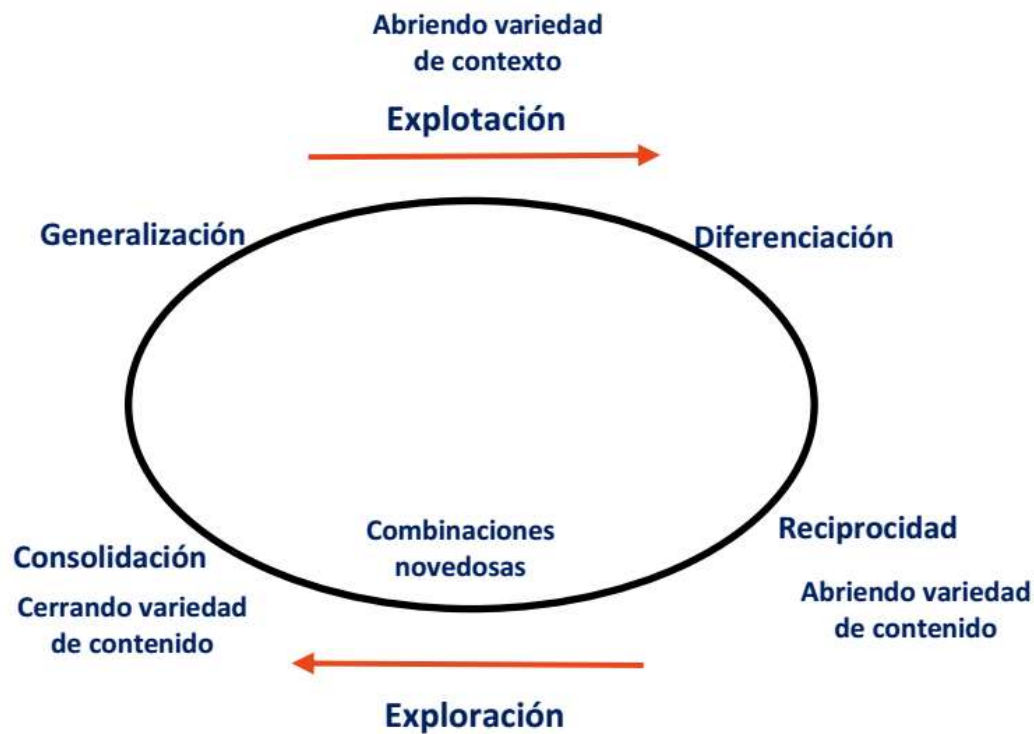 Abriendo variedad
de contexto
Explotación
Generalización
Diferenciación
Combinaciones
novedosas
Reciprocidad
Consolidación
Cerrando variedad
de contenido
Abriendo variedad
de contenido
Exploración